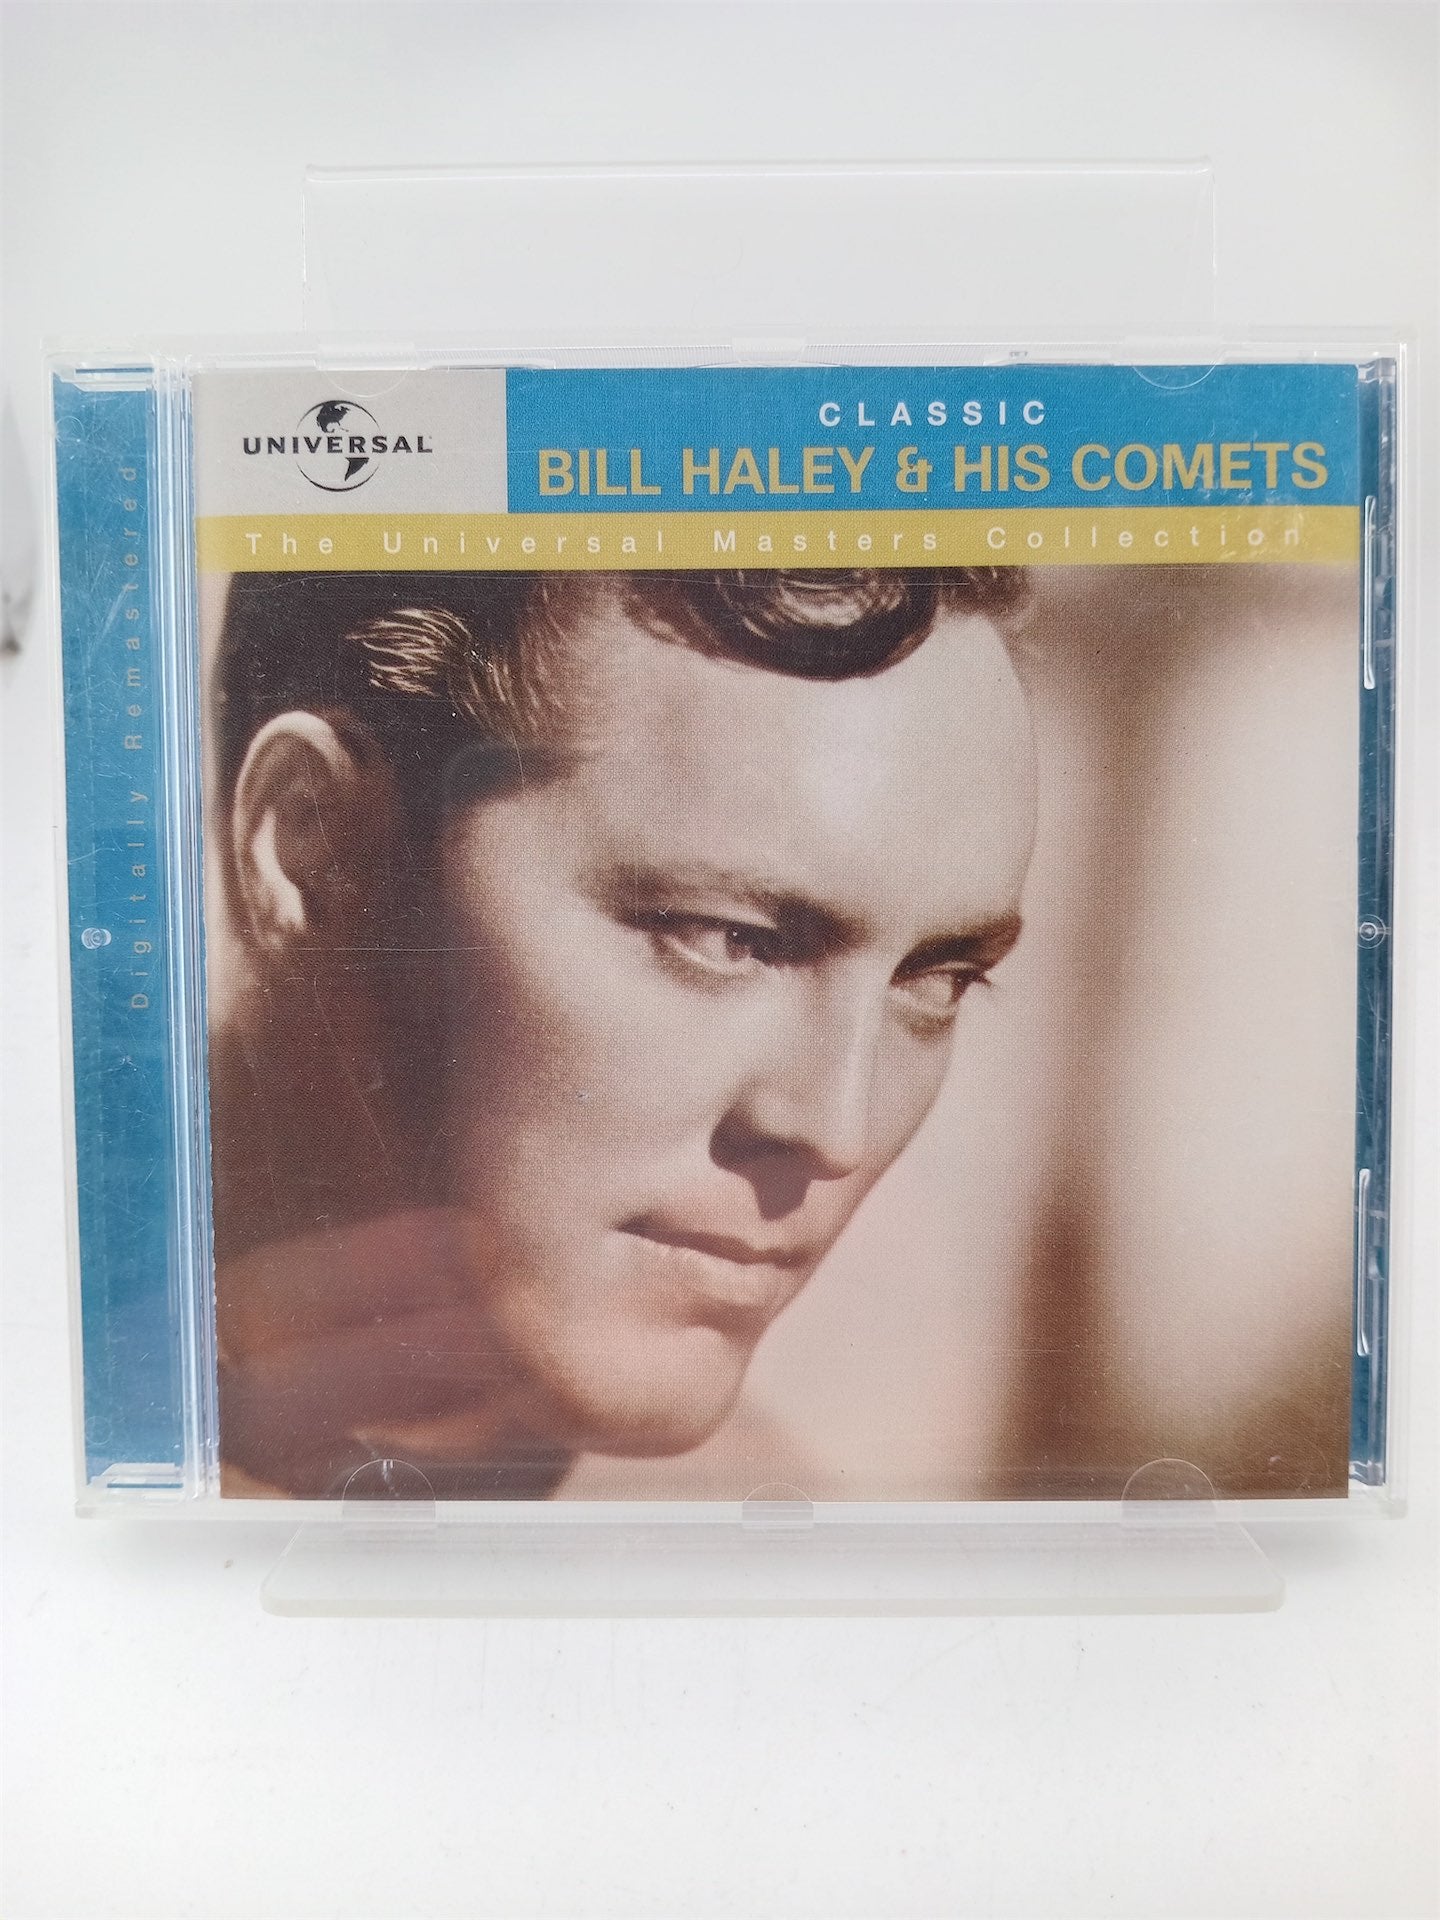 UNIVERSAL
CLASSIC
BILL HALEY & HIS COMETS
The Universal Masters Collection
Digitally Remastered